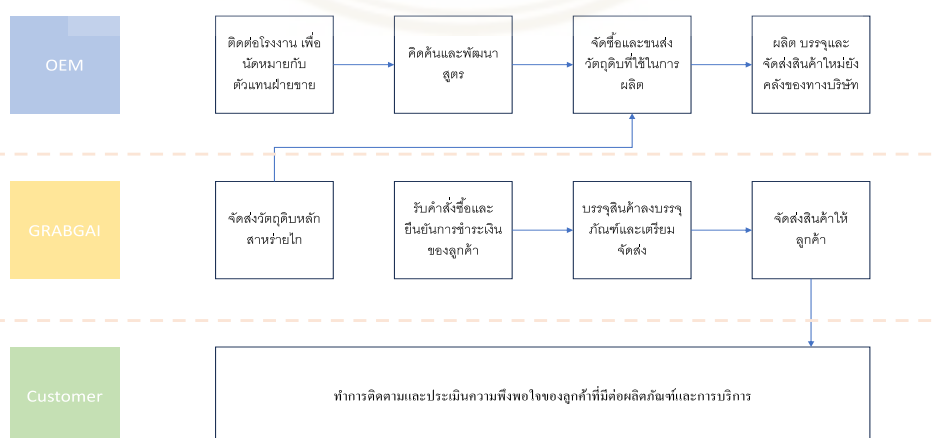 OEM
ติดต่อโรงงาน เพื่อ
นัดหมายกับ
ตัวแทนฝ่ายขาย
คิดค้นและพัฒนา
สูตร
จัดซื้อและขนส่ง
วัตถุดิบที่ใช้ในการ
ผลิต
ผลิต บรรจุและ
จัดส่งสินค้าใหม่ยัง
คลังของทางบริษัท
GRABGAI
จัดส่งวัตถุดิบหลัก
สาหร่ายไก
รับคำสั่งซื้อและ
ยืนยันการชำระเงิน
ของลูกค้า
บรรจุสินค้าลงบรรจุ
ภัณฑ์และเตรียม
จัดส่ง
จัดส่งสินค้าให้
ลูกค้า
Customer
ทำการติดตามและประเมินความพึงพอใจของลูกค้าที่มีต่อผลิตภัณฑ์และการบริการ